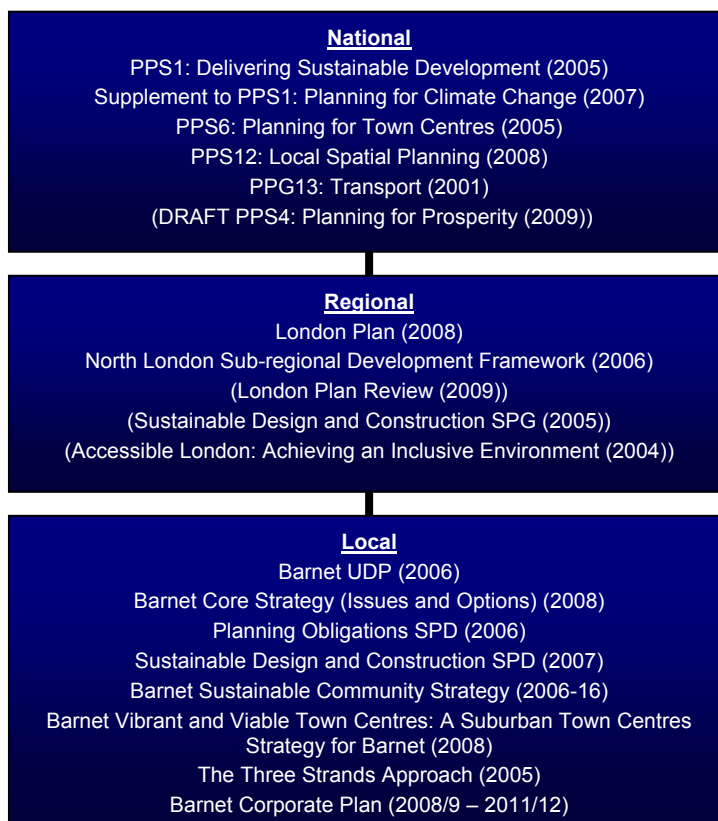 National
PPS1: Delivering Sustainable Development (2005)
Supplement to PPS1: Planning for Climate Change (2007)
PPS6: Planning for Town Centres (2005)
PPS12: Local Spatial Planning (2008)
PPG13: Transport (2001)
(DRAFT PPS4: Planning for Prosperity (2009))
Regional
London Plan (2008)
North London Sub-regional Development Framework (2006)
(London Plan Review (2009))
(Sustainable Design and Construction SPG (2005))
(Accessible London: Achieving an Inclusive Environment (2004))
Local
Barnet UDP (2006)
Barnet Core Strategy (Issues and Options) (2008)
Planning Obligations SPD (2006)
Sustainable Design and Construction SPD (2007)
Barnet Sustainable Community Strategy (2006-16)
Barnet Vibrant and Viable Town Centres: A Suburban Town Centres
Strategy for Barnet (2008)
The Three Strands Approach (2005)
Barnet Corporate Plan (2008/9 – 2011/12)